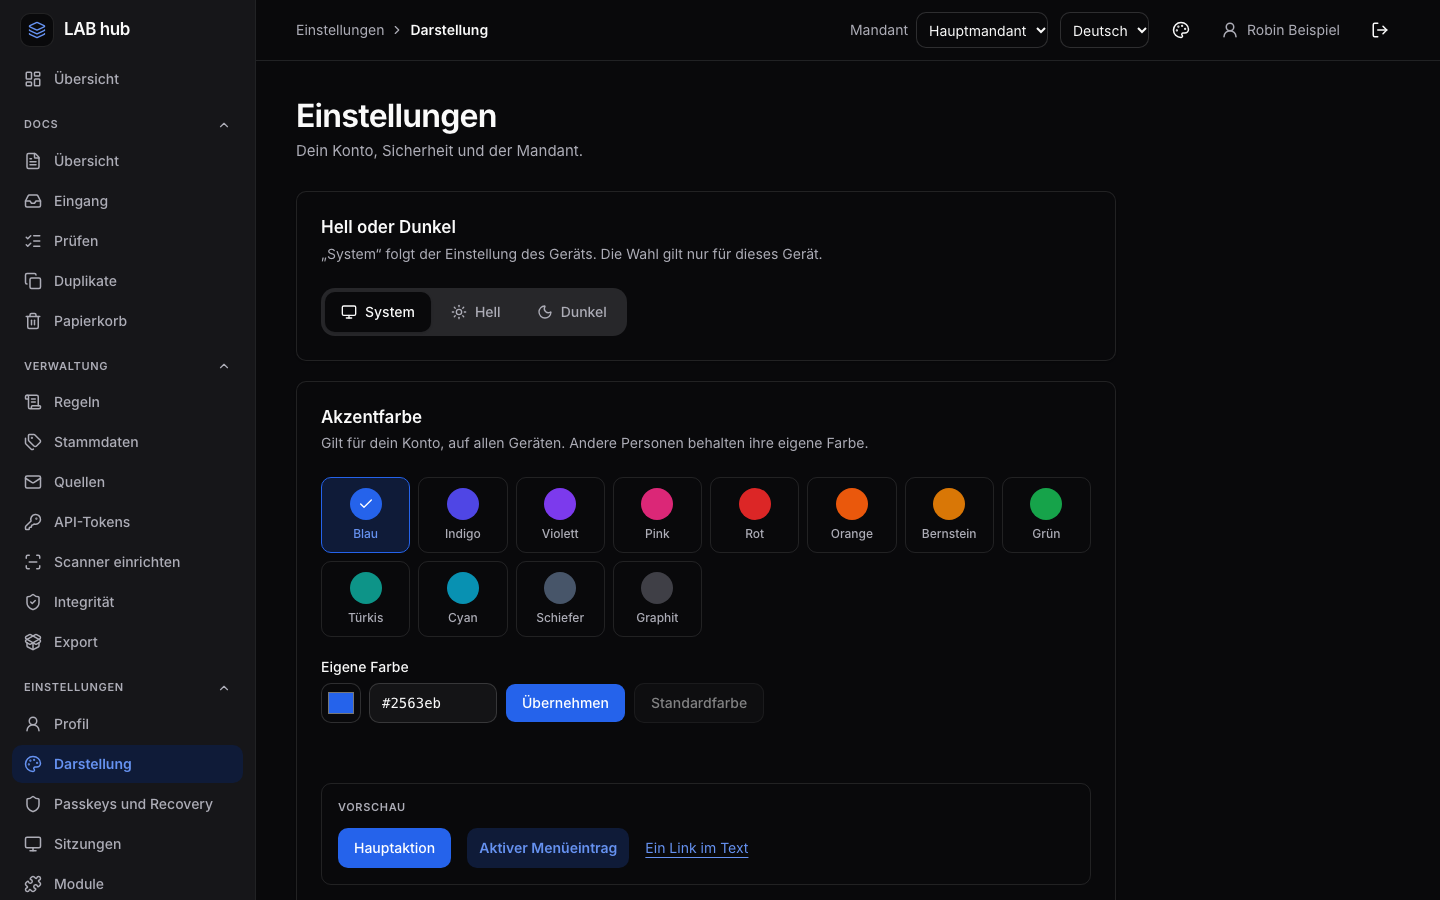 LAB hub
Einstellungen > Darstellung
Mandant Hauptmandant Deutsch Robin Beispiel
Übersicht
DOCS
Übersicht
Eingang
Prüfen
Duplikate
Papierkorb
VERWALTUNG
Regeln
Stammdaten
Quellen
API-Tokens
Scanner einrichten
Integrität
Export
EINSTELLUNGEN
Profil
Darstellung
Passkeys und Recovery
Sitzungen
Module
Einstellungen
Dein Konto, Sicherheit und der Mandant.
Hell oder Dunkel
„System“ folgt der Einstellung des Geräts. Die Wahl gilt nur für dieses Gerät.
System Hell Dunkel
Akzentfarbe
Gilt für dein Konto, auf allen Geräten. Andere Personen behalten ihre eigene Farbe.
Blau Indigo Violett Pink Rot Orange Bernstein Grün
Türkis Cyan Schiefer Graphit
Eigene Farbe
#2563eb Übernehmen Standardfarbe
VORSCHAU
Hauptaktion Aktiver Menüeintrag Ein Link im Text